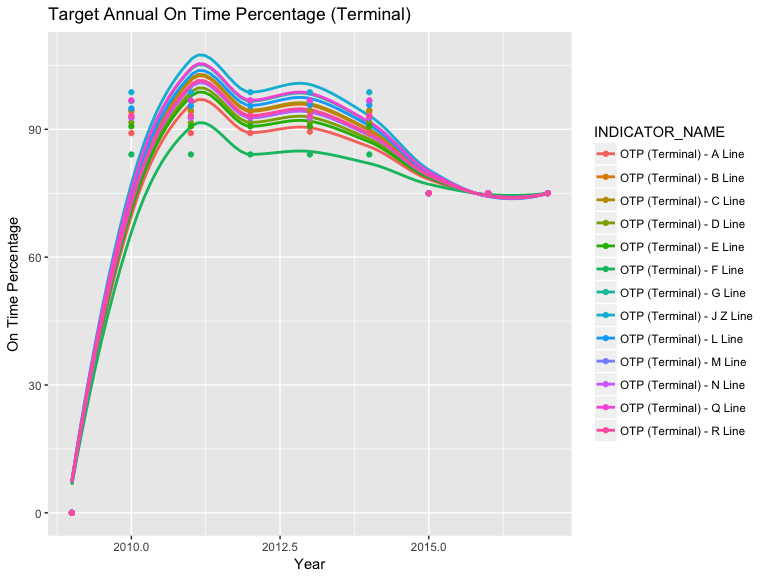 Target Annual On Time Percentage (Terminal)
On Time Percentage
90
60
30
0
2010.0
2012.5
2015.0
Year
INDICATOR_NAME
OTP (Terminal) - A Line
OTP (Terminal) - B Line
OTP (Terminal) - C Line
OTP (Terminal) - D Line
OTP (Terminal) - E Line
OTP (Terminal) - F Line
OTP (Terminal) - G Line
OTP (Terminal) - J Z Line
OTP (Terminal) - L Line
OTP (Terminal) - M Line
OTP (Terminal) - N Line
OTP (Terminal) - Q Line
OTP (Terminal) - R Line